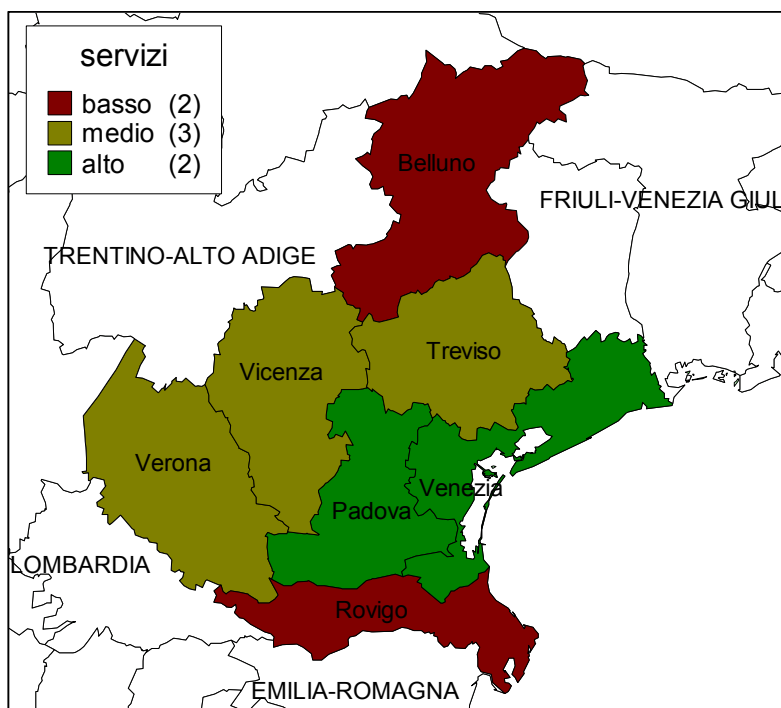 servizi
basso (2)
medio (3)
alto (2)
Belluno
FRIULI-VENEZIA GIUL
TRENTINO-ALTO ADIGE
Treviso
Vicenza
Verona
Venezia
Padova
LOMBARDIA
Rovigo
EMILIA-ROMAGNA